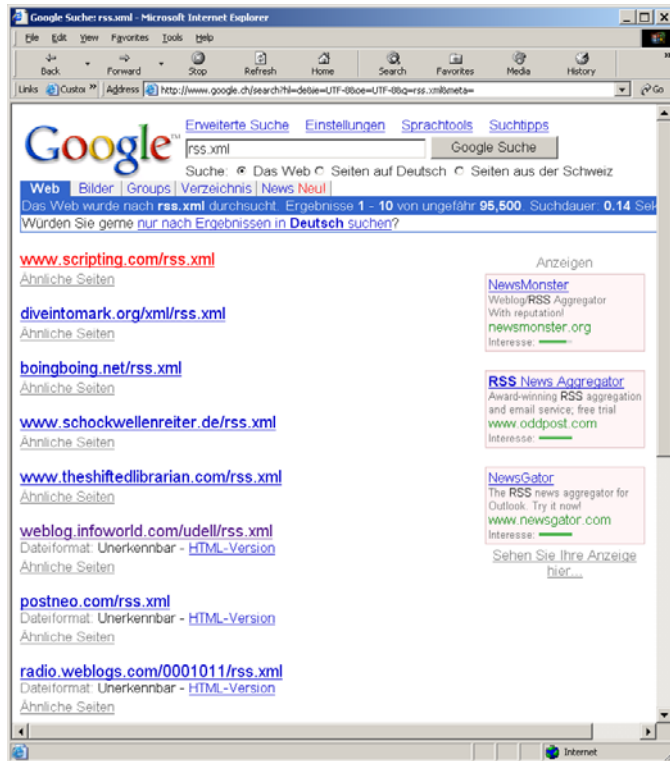 Google Suche: rss.xml - Microsoft Internet Explorer
File Edit View Favorites Tools Help
Back Forward Stop Refresh Home Search Favorites Media History
Links Custor Address http://www.google.ch/search?hl=de&ie=UTF-8&oe=UTF-8&q=rss.xml&meta= Go
Google™
Erweiterte Suche Einstellungen Sprachtools Suchtipps
rss.xml Google Suche
Suche: Das Web Seiten auf Deutsch Seiten aus der Schweiz
Web Bilder Groups Verzeichnis News Neu!
Das Web wurde nach rss.xml durchsucht. Ergebnisse 1 - 10 von ungefähr 95,500. Suchdauer: 0.14 Sek
Würden Sie gerne nur nach Ergebnissen in Deutsch suchen?
www.scripting.com/rss.xml
Ähnliche Seiten
diveintomark.org/xml/rss.xml
Ähnliche Seiten
boingboing.net/rss.xml
Ähnliche Seiten
www.schockwellenreiter.de/rss.xml
Ähnliche Seiten
www.theshiftedlibrarian.com/rss.xml
Ähnliche Seiten
weblog.infoworld.com/udell/rss.xml
Dateiformat: Unerkennbar - HTML-Version
Ähnliche Seiten
postneo.com/rss.xml
Dateiformat: Unerkennbar - HTML-Version
Ähnliche Seiten
radio.weblogs.com/0001011/rss.xml
Dateiformat: Unerkennbar - HTML-Version
Ähnliche Seiten
Anzeigen
NewsMonster
Weblog/RSS Aggregator
With reputation!
newsmonster.org
Interesse:
RSS News Aggregator
Award-winning RSS aggregation
and email service; free trial
www.oddpost.com
Interesse:
NewsGator
The RSS news aggregator for
Outlook. Try it now!
www.newsgator.com
Interesse:
Sehen Sie Ihre Anzeige
hier...
Internet